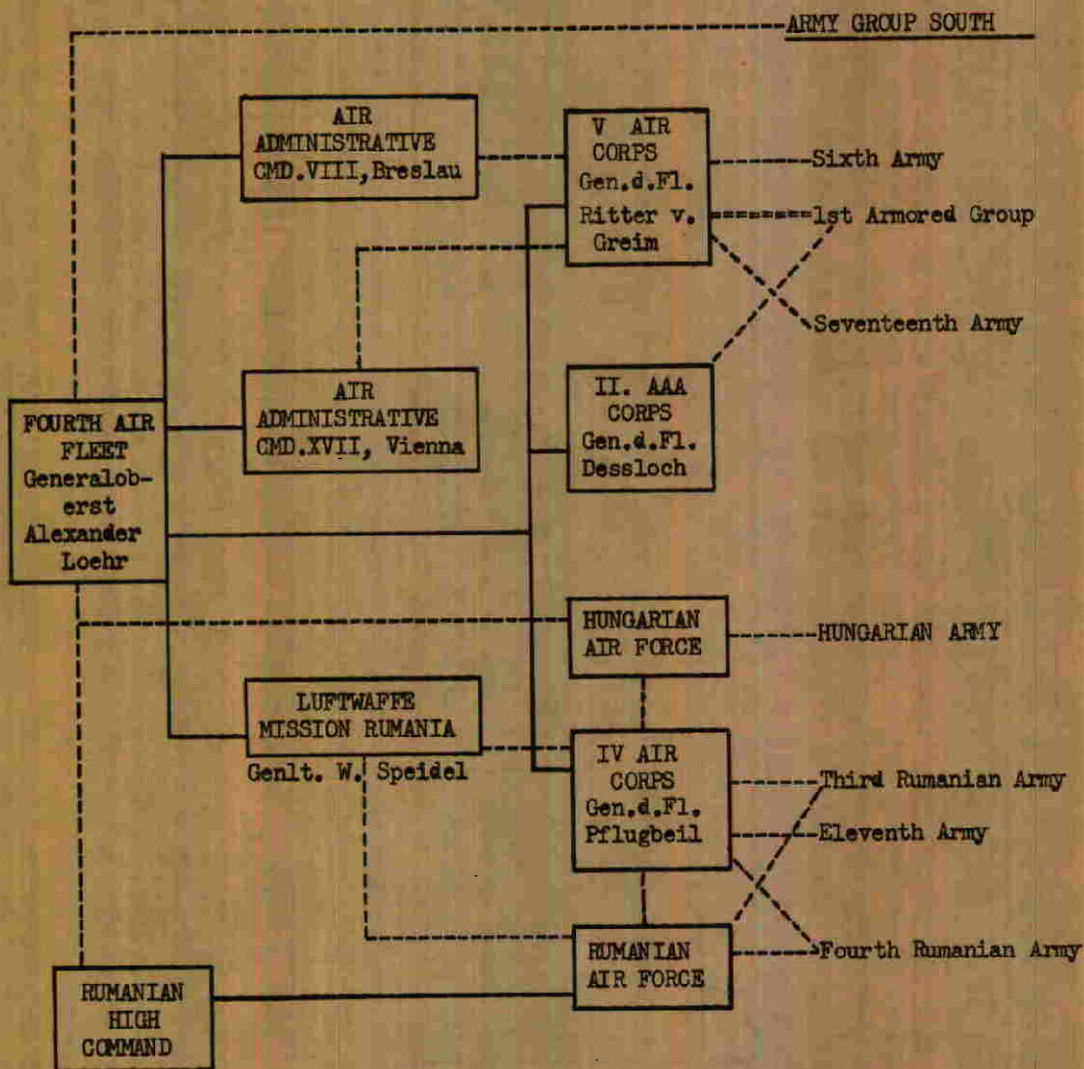 ARMY GROUP SOUTH
AIR
ADMINISTRATIVE
CMD.VIII,Breslau
V AIR
CORPS
Gen.d.Fl.
Ritter v.
Greim
Sixth Army
1st Armored Group
Seventeenth Army
AIR
ADMINISTRATIVE
CMD.XVII, Vienna
II. AAA
CORPS
Gen.d.Fl.
Dessloch
FOURTH AIR
FLEET
Generalob-
erst
Alexander
Loehr
HUNGARIAN
AIR FORCE
HUNGARIAN ARMY
LUFTWAFFE
MISSION RUMANIA
Genlt. W. Speidel
IV AIR
CORPS
Gen.d.Fl.
Pflugbeil
Third Rumanian Army
Eleventh Army
Fourth Rumanian Army
RUMANIAN
AIR FORCE
RUMANIAN
HIGH
COMMAND